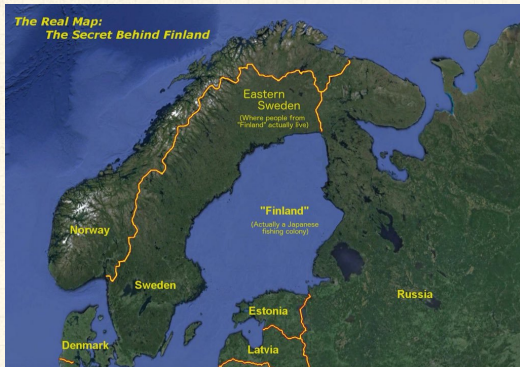 The Real Map:
The Secret Behind Finland
Eastern
Sweden
(Where people from
"Finland" actually live)
"Finland"
(Actually a Japanese
fishing colony)
Norway
Sweden
Russia
Estonia
Denmark
Latvia